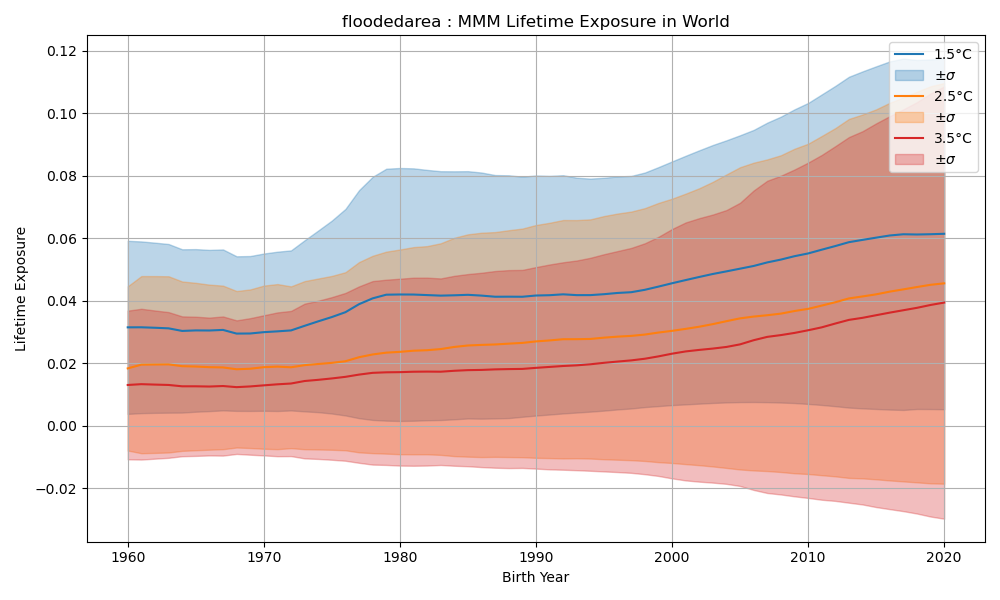 floodedarea : MMM Lifetime Exposure in World
0.12
0.10
0.08
0.06
0.04
0.02
0.00
−0.02
Lifetime Exposure
1960
1970
1980
1990
2000
2010
2020
Birth Year
1.5°C
±σ
2.5°C
±σ
3.5°C
±σ